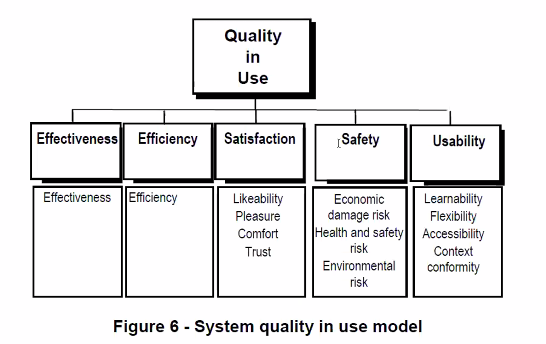 Quality
in
Use
Effectiveness
Efficiency
Satisfaction
Safety
Usability
Effectiveness
Efficiency
Likeability
Pleasure
Comfort
Trust
Economic
damage risk
Health and safety
risk
Environmental
risk
Learnability
Flexibility
Accessibility
Context
conformity
Figure 6 - System quality in use model